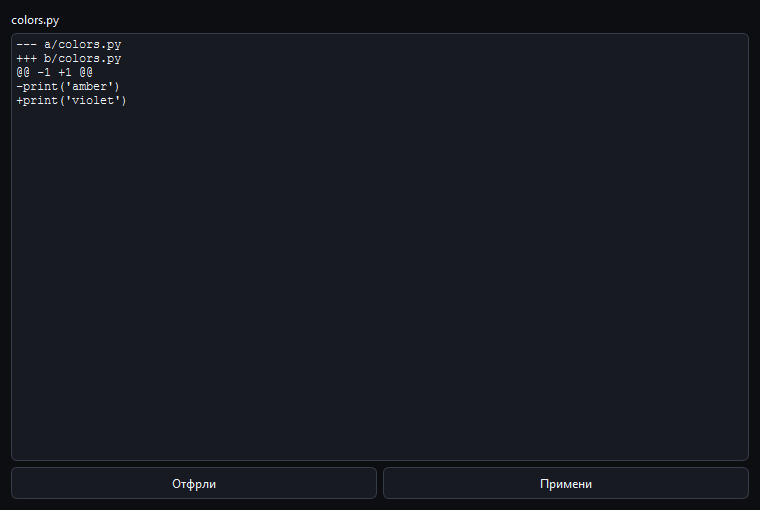 colors.py
--- a/colors.py
+++ b/colors.py
@@ -1 +1 @@
-print('amber')
+print('violet')
Отфрли
Примени